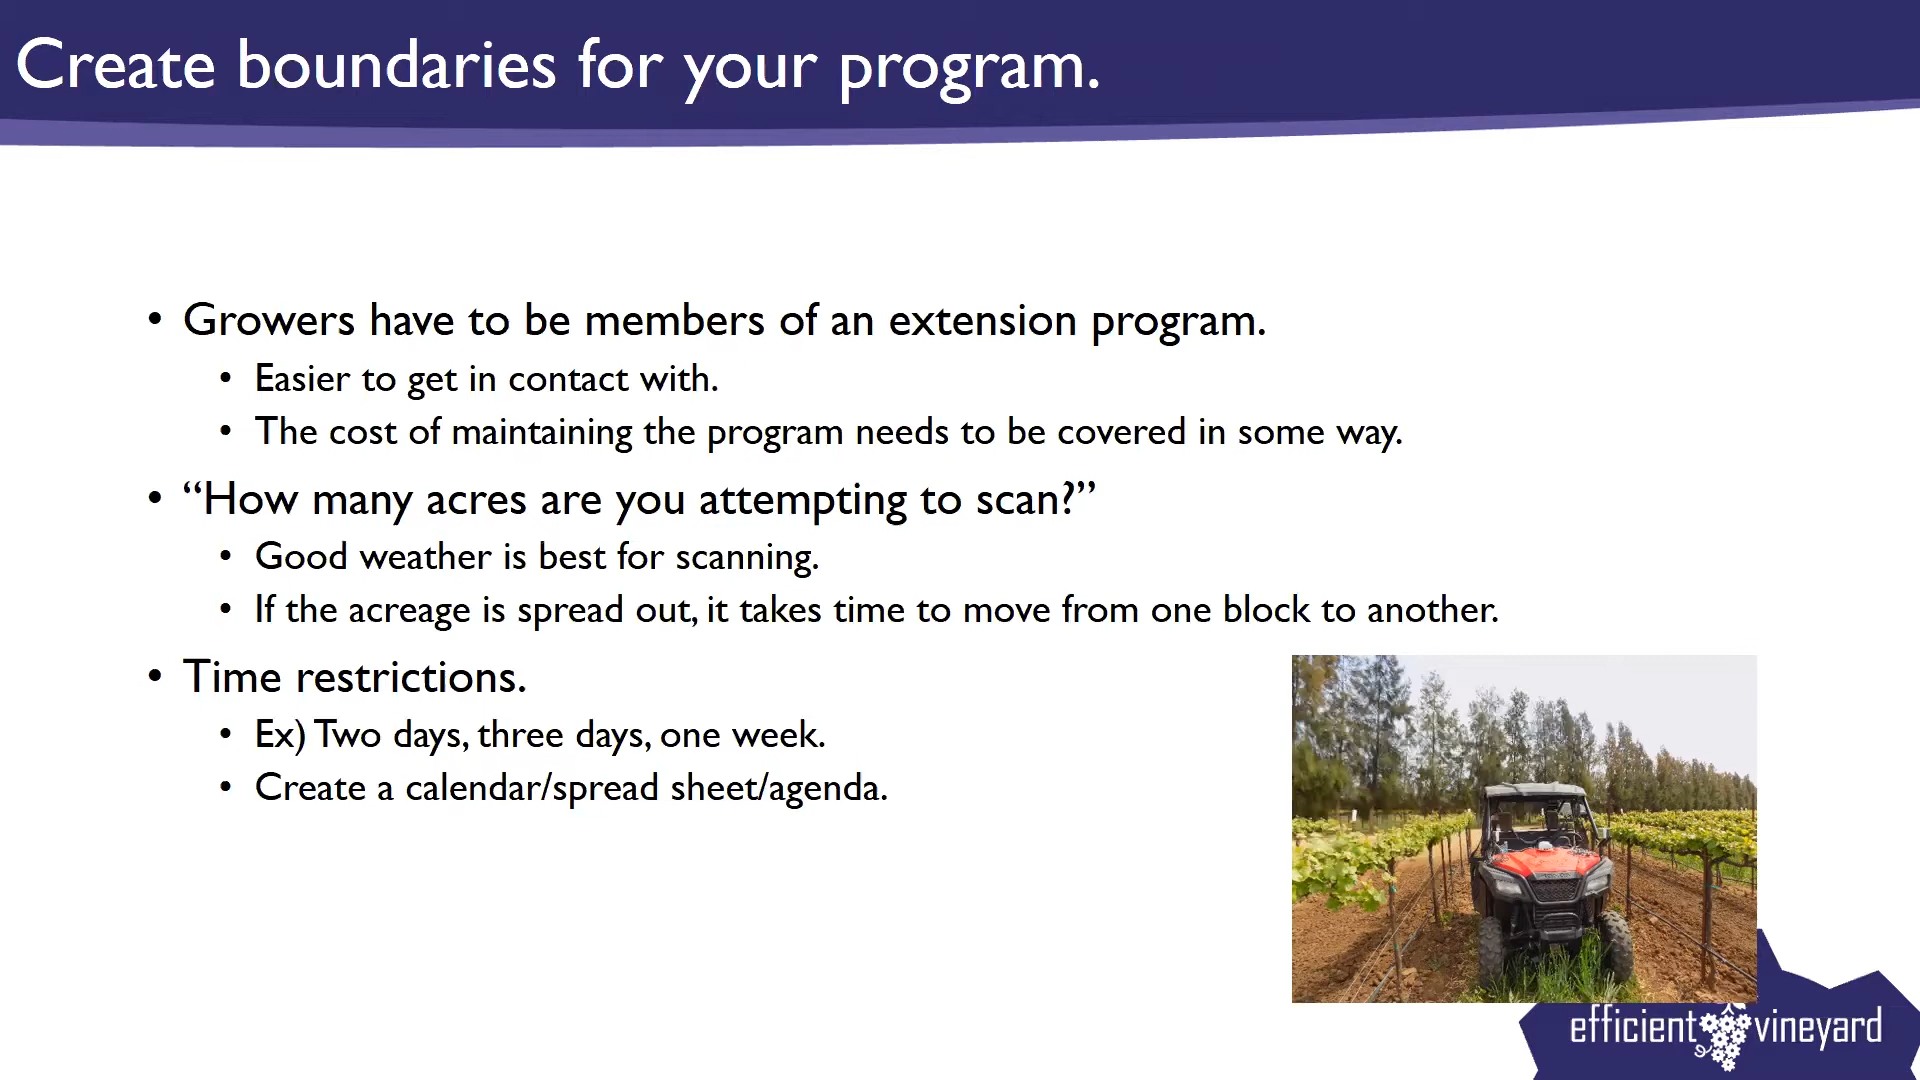 Create boundaries for your program.
• Growers have to be members of an extension program.
• Easier to get in contact with.
• The cost of maintaining the program needs to be covered in some way.
• “How many acres are you attempting to scan?”
• Good weather is best for scanning.
• If the acreage is spread out, it takes time to move from one block to another.
• Time restrictions.
• Ex) Two days, three days, one week.
• Create a calendar/spread sheet/agenda.
efficient vineyard